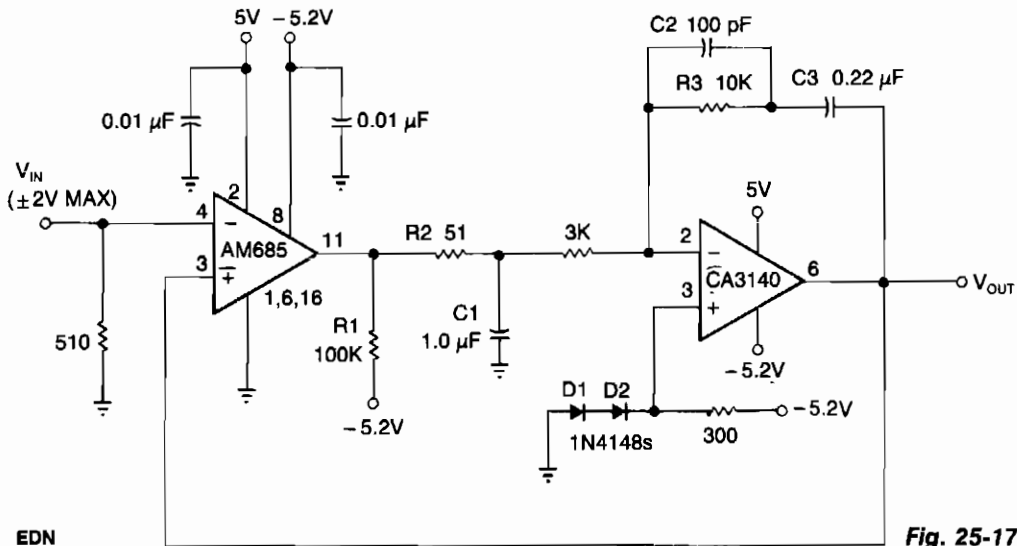 5V
−5.2V
C2 100 pF
R3 10K
C3 0.22 µF
0.01 µF
0.01 µF
V_IN
(±2V MAX)
2
8
4
−
AM685
3
+
11
1,6,16
R2 51
3K
510
R1
100K
−5.2V
C1
1.0 µF
5V
2
−
CA3140
3
+
6
V_OUT
−5.2V
D1 D2
−5.2V
1N4148s
300
EDN
Fig. 25-17